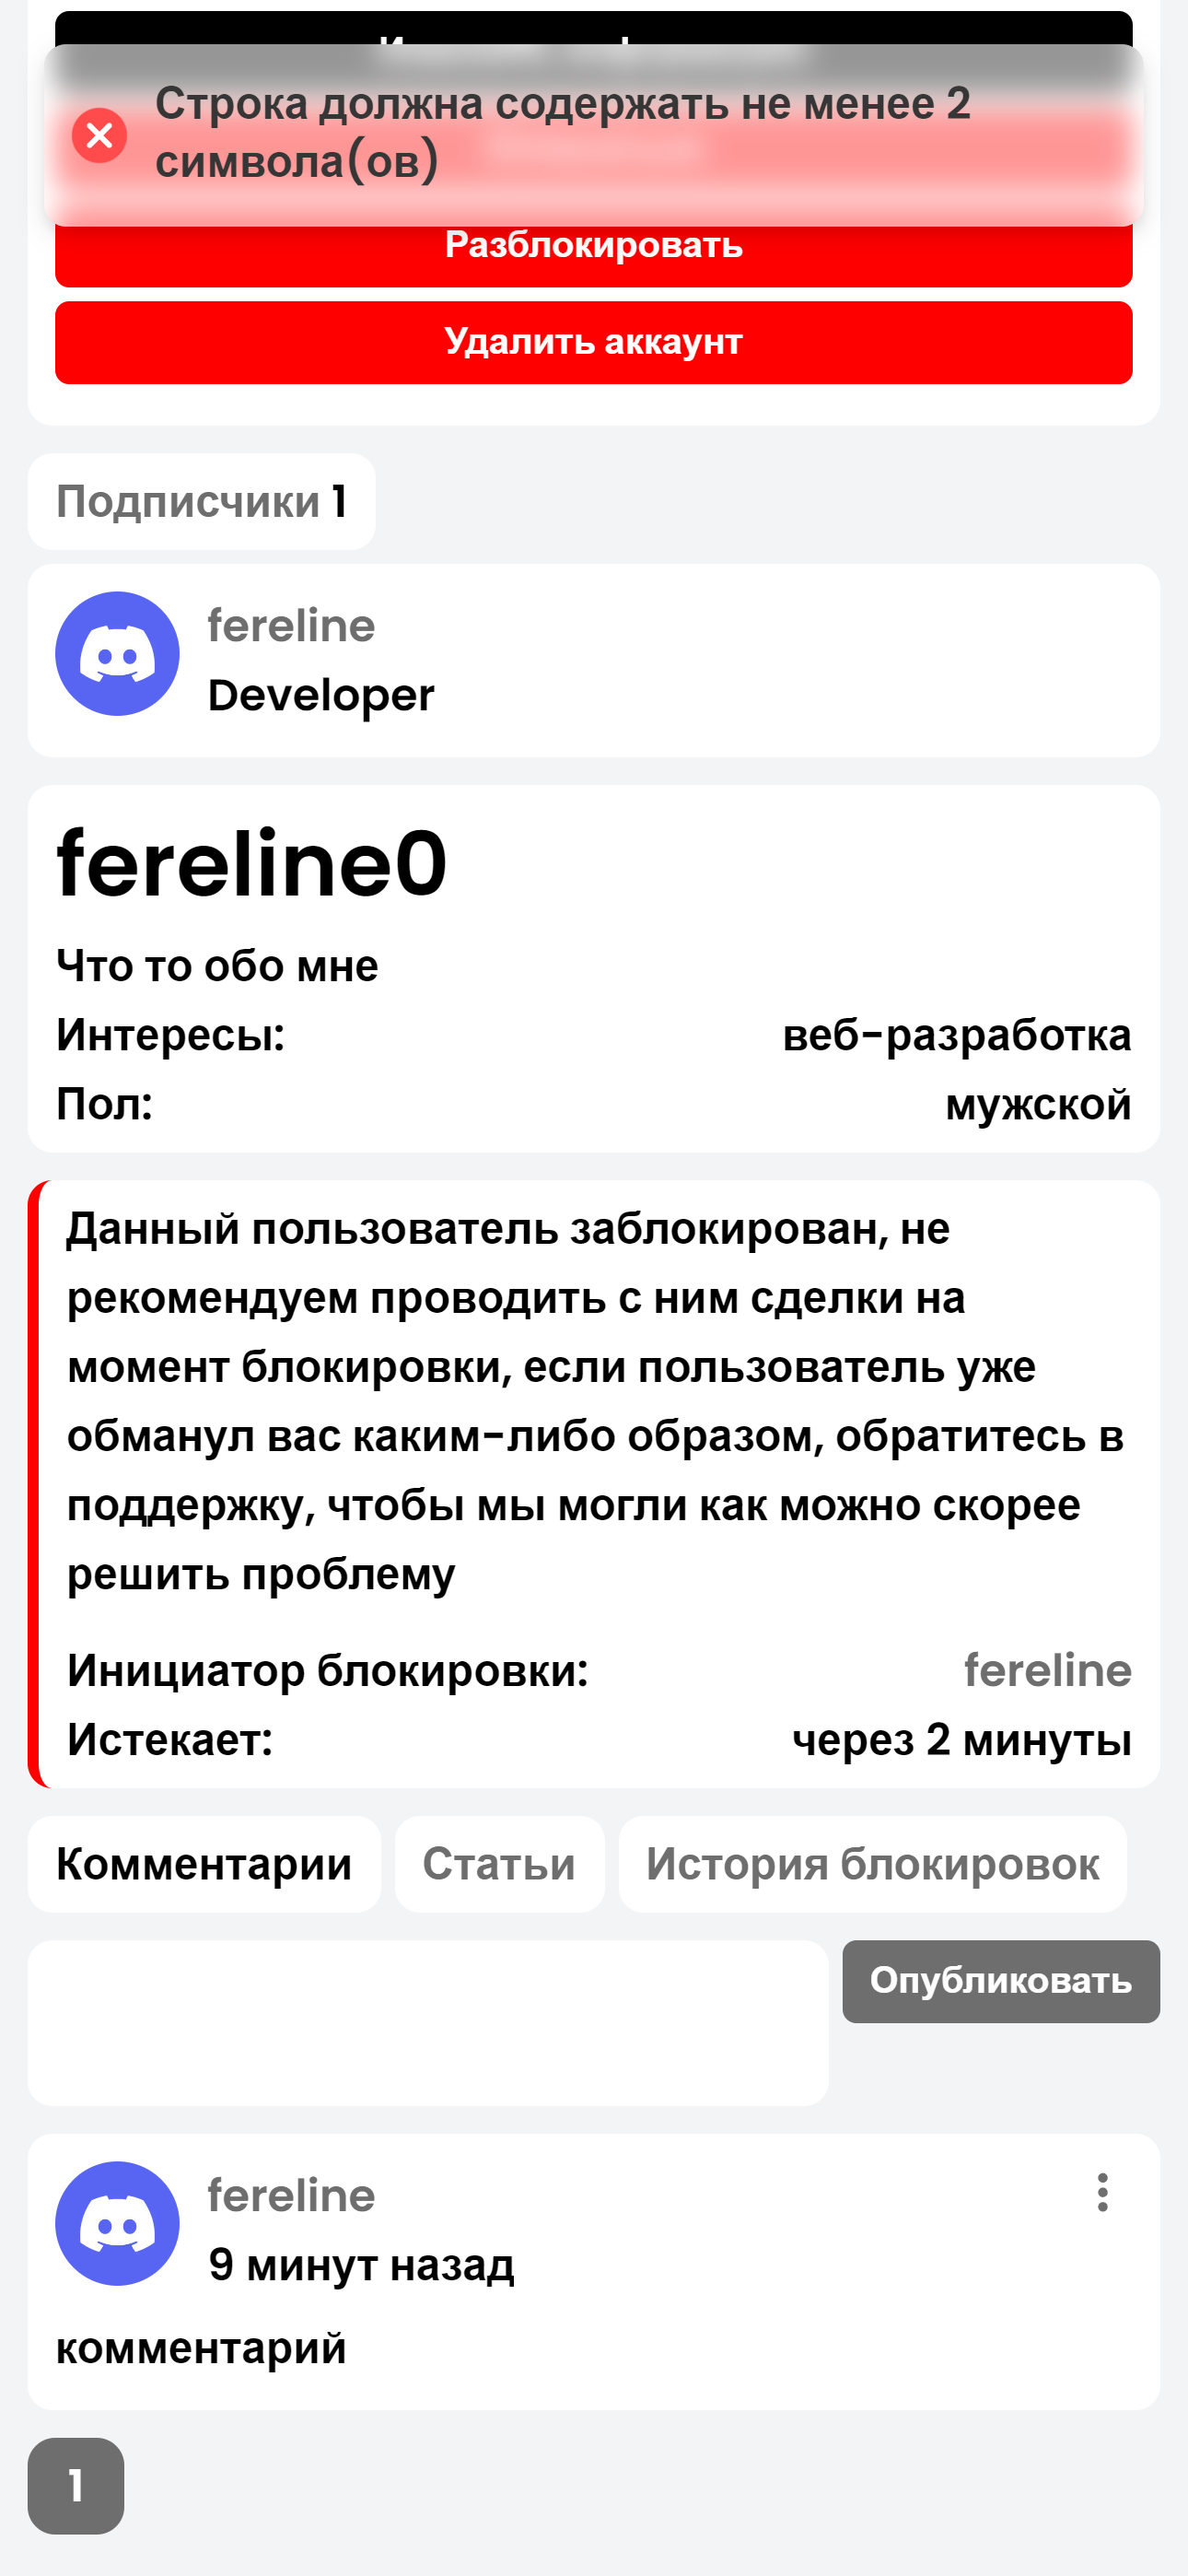 Строка должна содержать не менее 2
символа(ов)
Разблокировать
Удалить аккаунт
Подписчики 1
fereline
Developer
fereline0
Что то обо мне
Интересы: веб-разработка
Пол: мужской
Данный пользователь заблокирован, не
рекомендуем проводить с ним сделки на
момент блокировки, если пользователь уже
обманул вас каким-либо образом, обратитесь в
поддержку, чтобы мы могли как можно скорее
решить проблему
Инициатор блокировки: fereline
Истекает: через 2 минуты
Комментарии Статьи История блокировок
Опубликовать
fereline
9 минут назад
комментарий
1